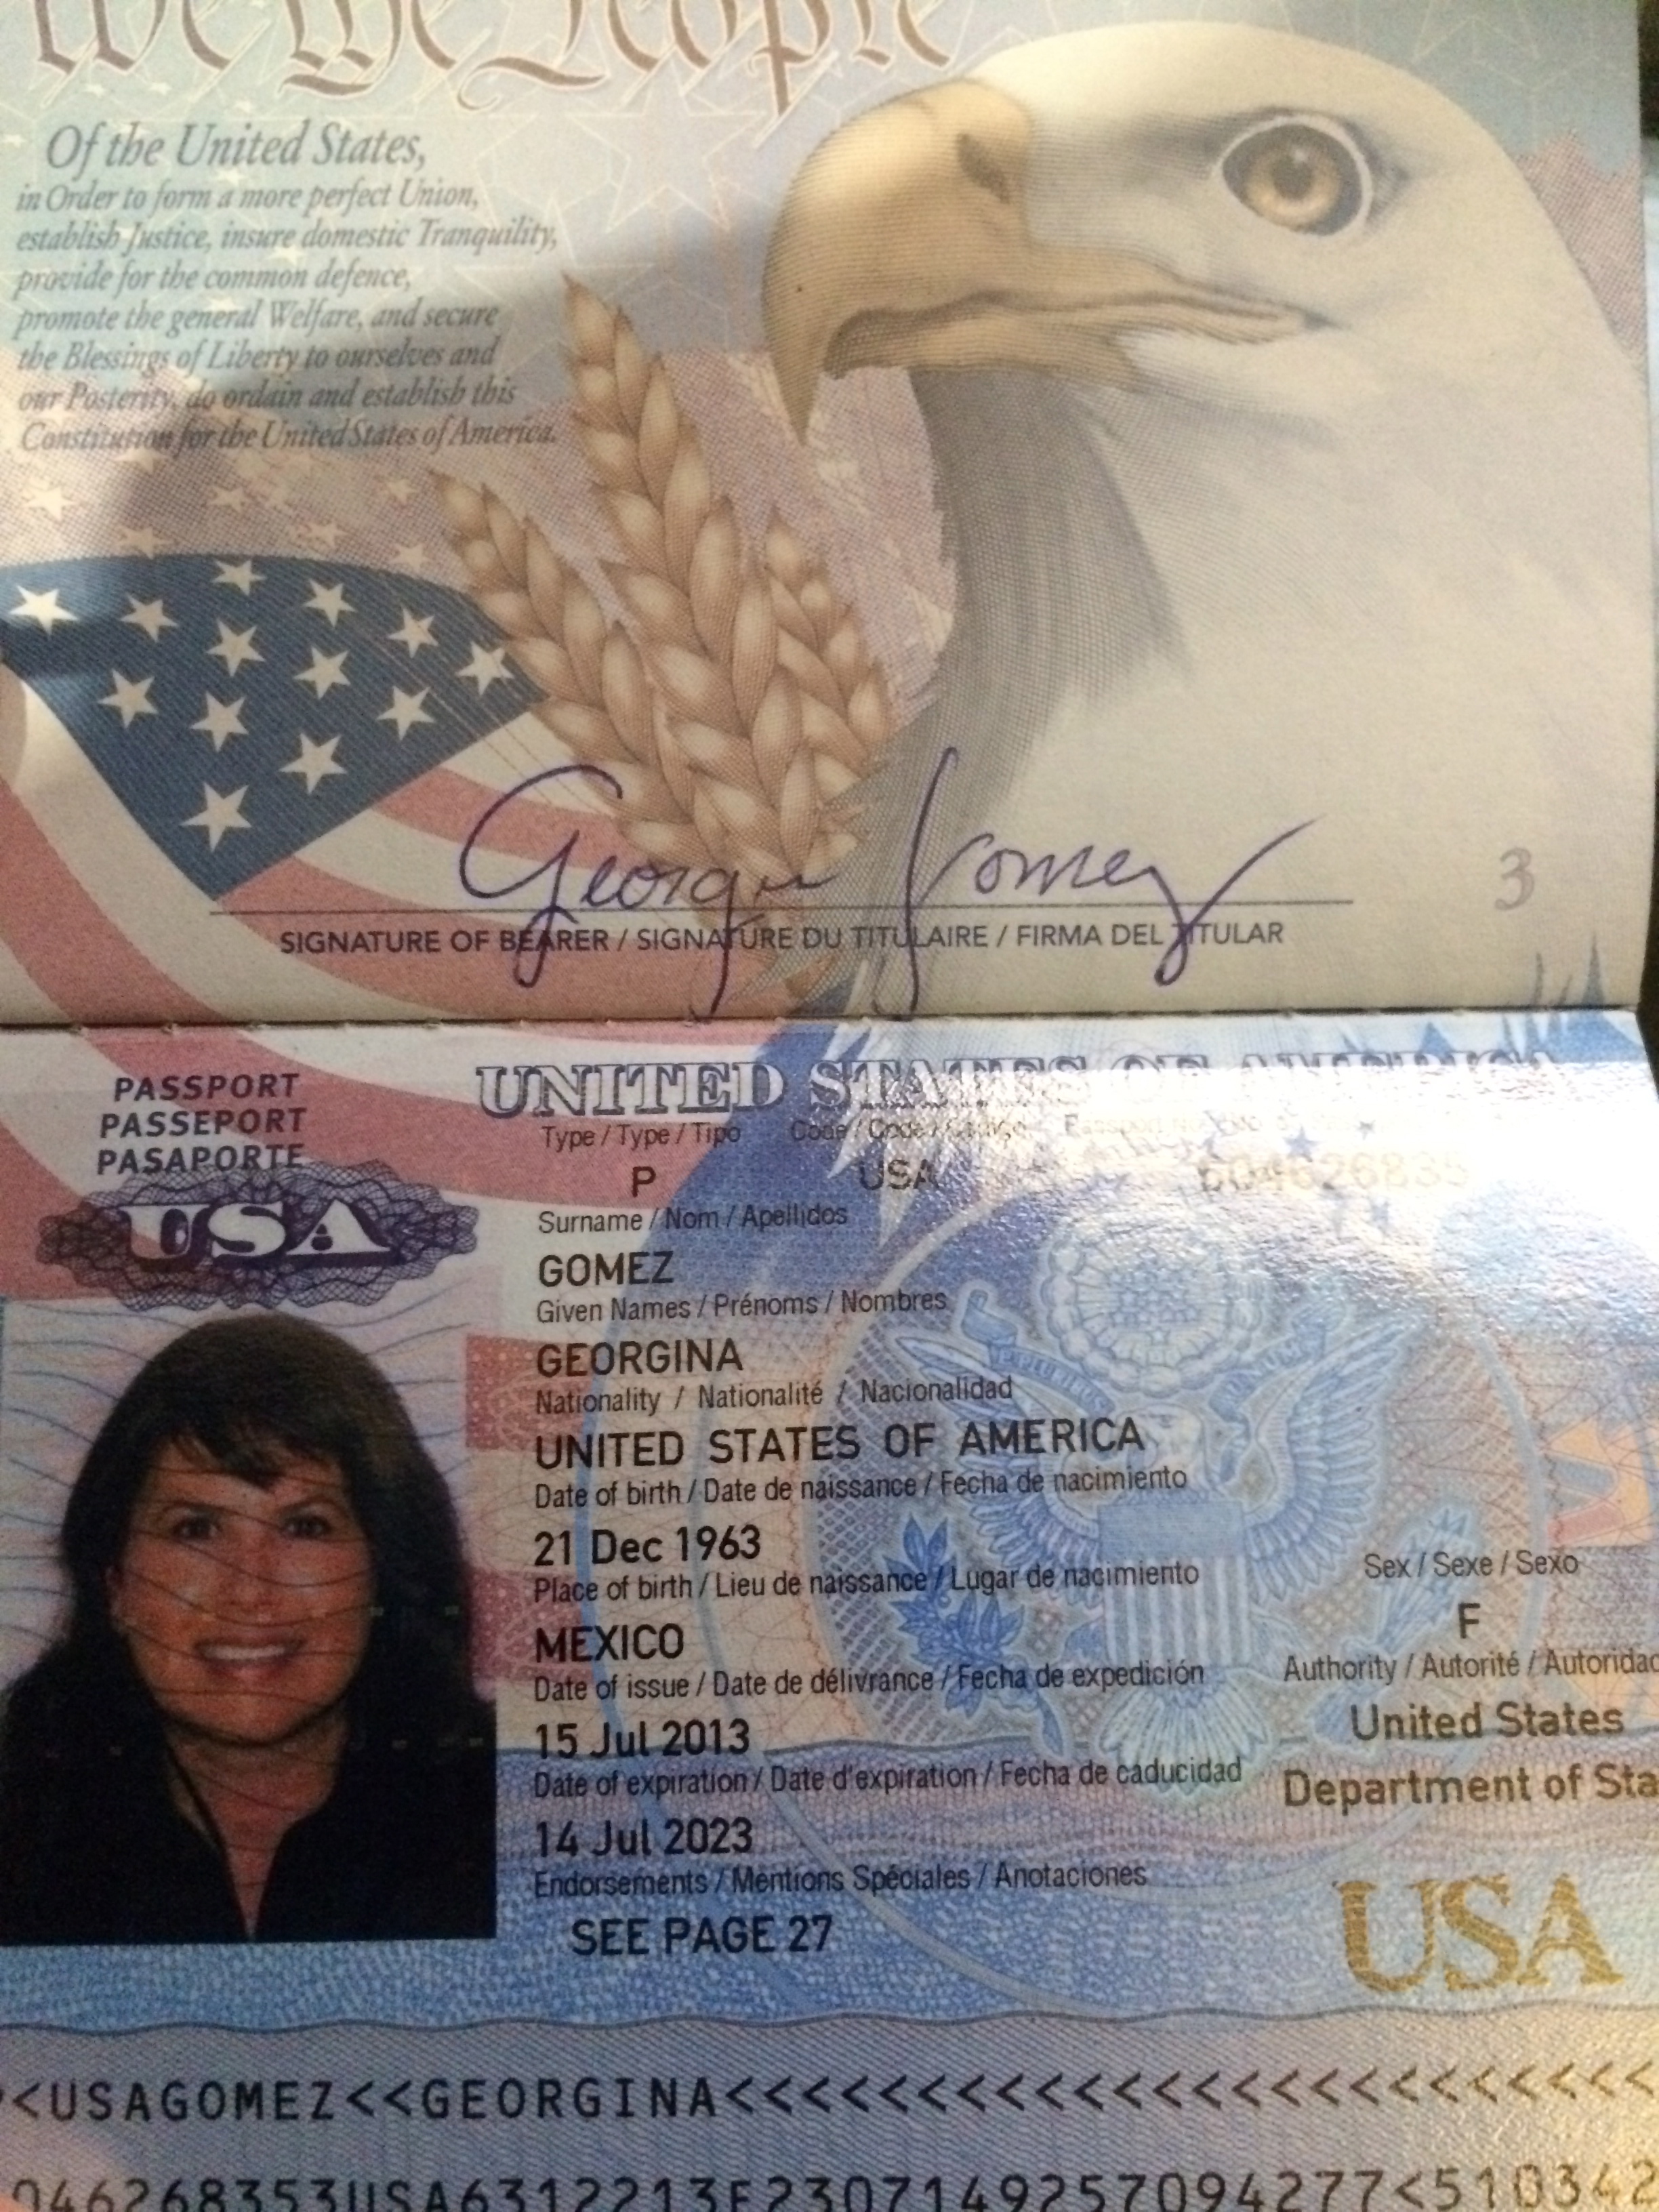 We the People
Of the United States,
in Order to form a more perfect Union,
establish Justice, insure domestic Tranquility,
provide for the common defence,
promote the general Welfare, and secure
the Blessings of Liberty to ourselves and
our Posterity, do ordain and establish this
Constitution for the United States of America.
Georgina Gomez
3
SIGNATURE OF BEARER / SIGNATURE DU TITULAIRE / FIRMA DEL TITULAR
PASSPORT
PASSEPORT
PASAPORTE
USA
UNITED STATES OF AMERICA
Type / Type / Tipo Code / Code / Código Passport No.
P USA
Surname / Nom / Apellidos
GOMEZ
Given Names / Prénoms / Nombres
GEORGINA
Nationality / Nationalité / Nacionalidad
UNITED STATES OF AMERICA
Date of birth / Date de naissance / Fecha de nacimiento
21 Dec 1963
Place of birth / Lieu de naissance / Lugar de nacimiento Sex / Sexe / Sexo
MEXICO F
Date of issue / Date de délivrance / Fecha de expedición Authority / Autorité / Autoridad
15 Jul 2013 United States
Date of expiration / Date d'expiration / Fecha de caducidad Department of Sta
14 Jul 2023
Endorsements / Mentions Spéciales / Anotaciones
SEE PAGE 27
USA
<USAGOMEZ<<GEORGINA<<<<<<<<<<<<<<<<<<<<<<<
046268353USA6312213F2307149257094277<510342